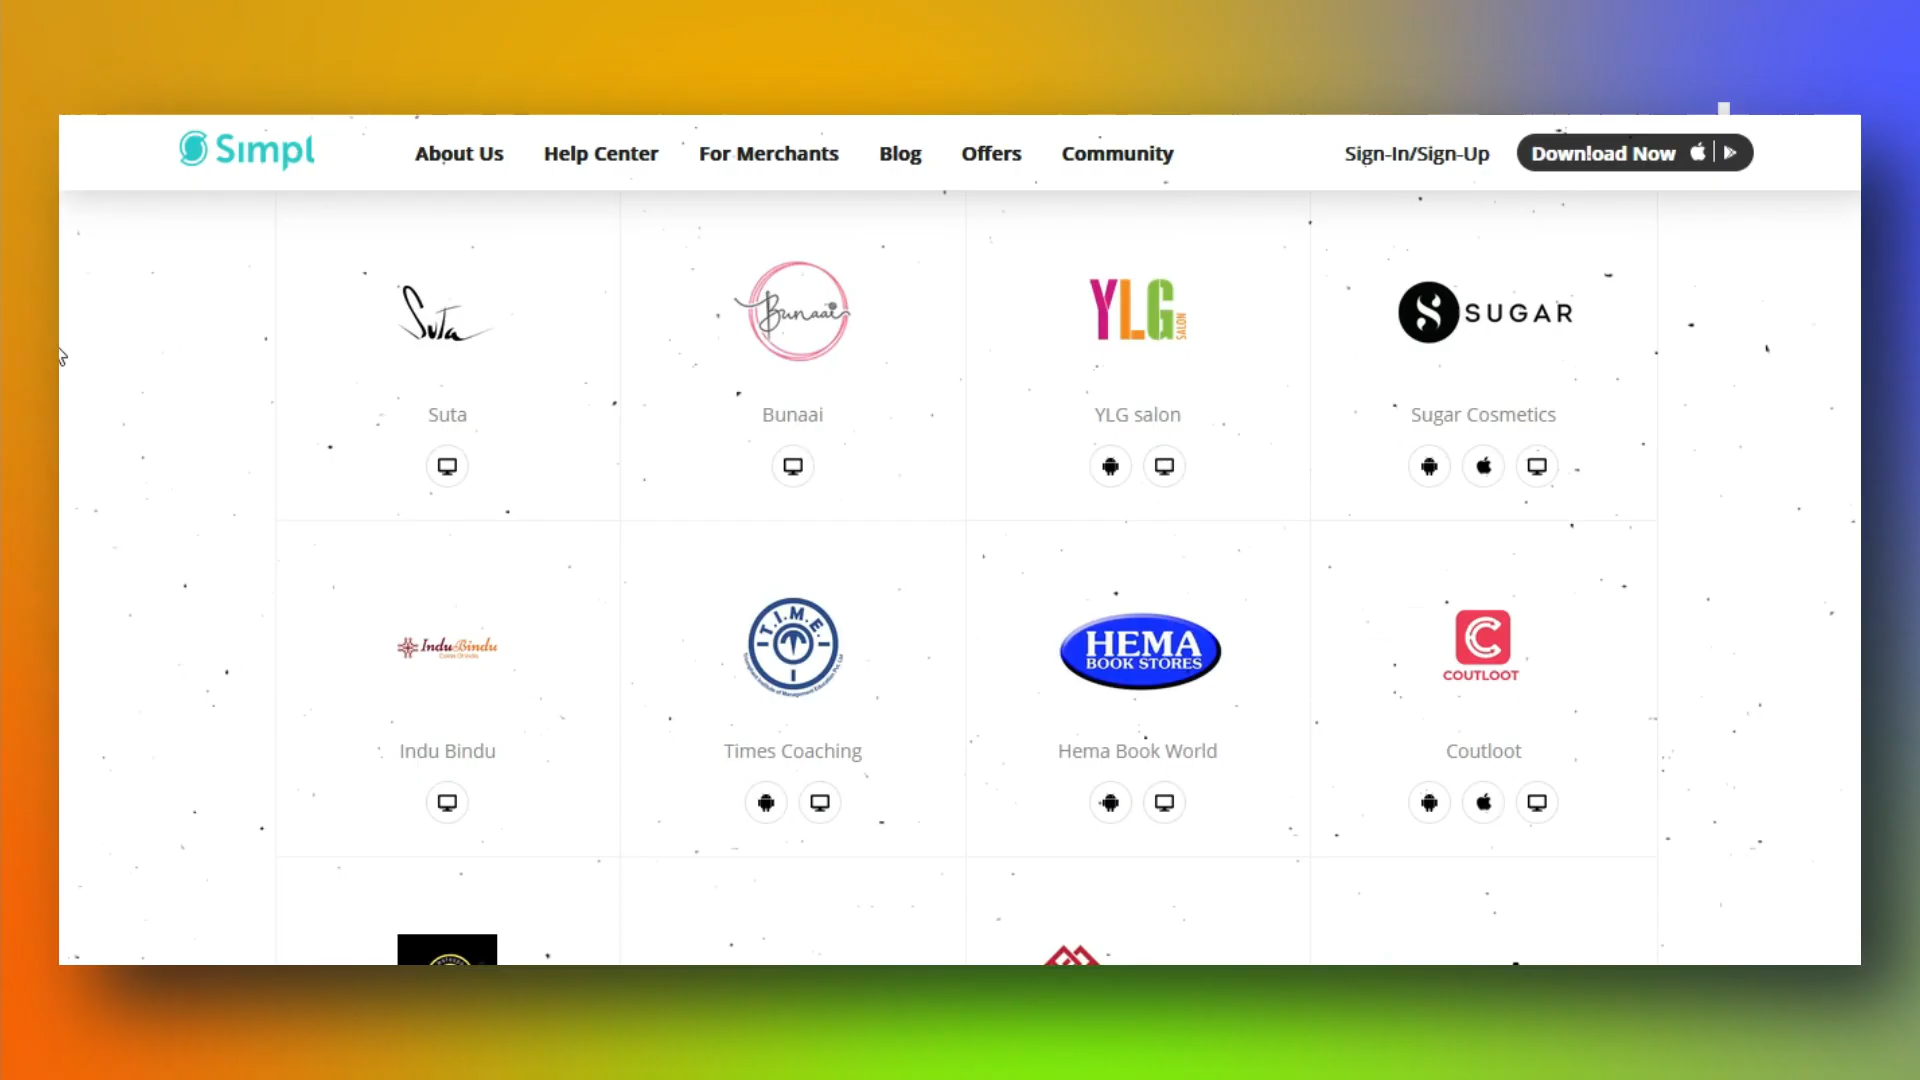 Simpl
About Us Help Center For Merchants Blog Offers Community Sign-In/Sign-Up Download Now
Suta Bunaai YLG SALON SUGAR
Suta Bunaai YLG salon Sugar Cosmetics
InduBindu T.I.M.E. HEMA BOOK STORES COUTLOOT
Indu Bindu Times Coaching Hema Book World Coutloot